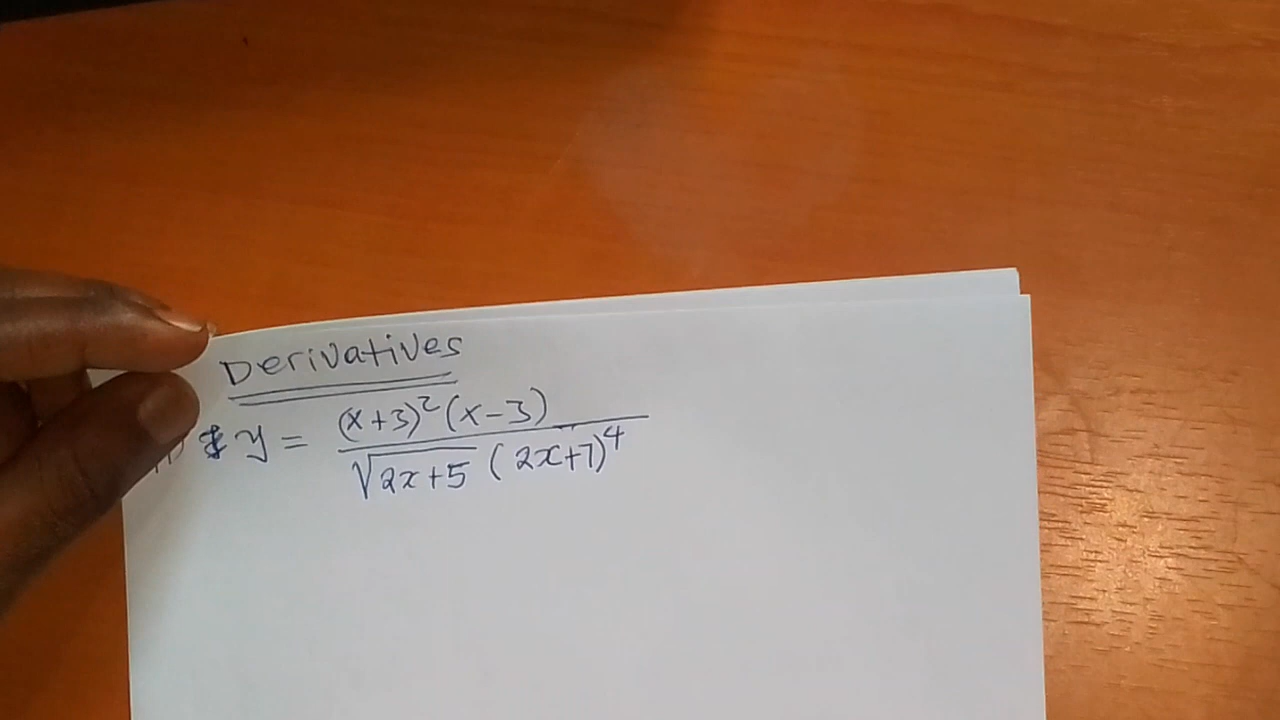 Derivatives
y = (x+3)²(x-3)
√2x+5 (2x+7)⁴